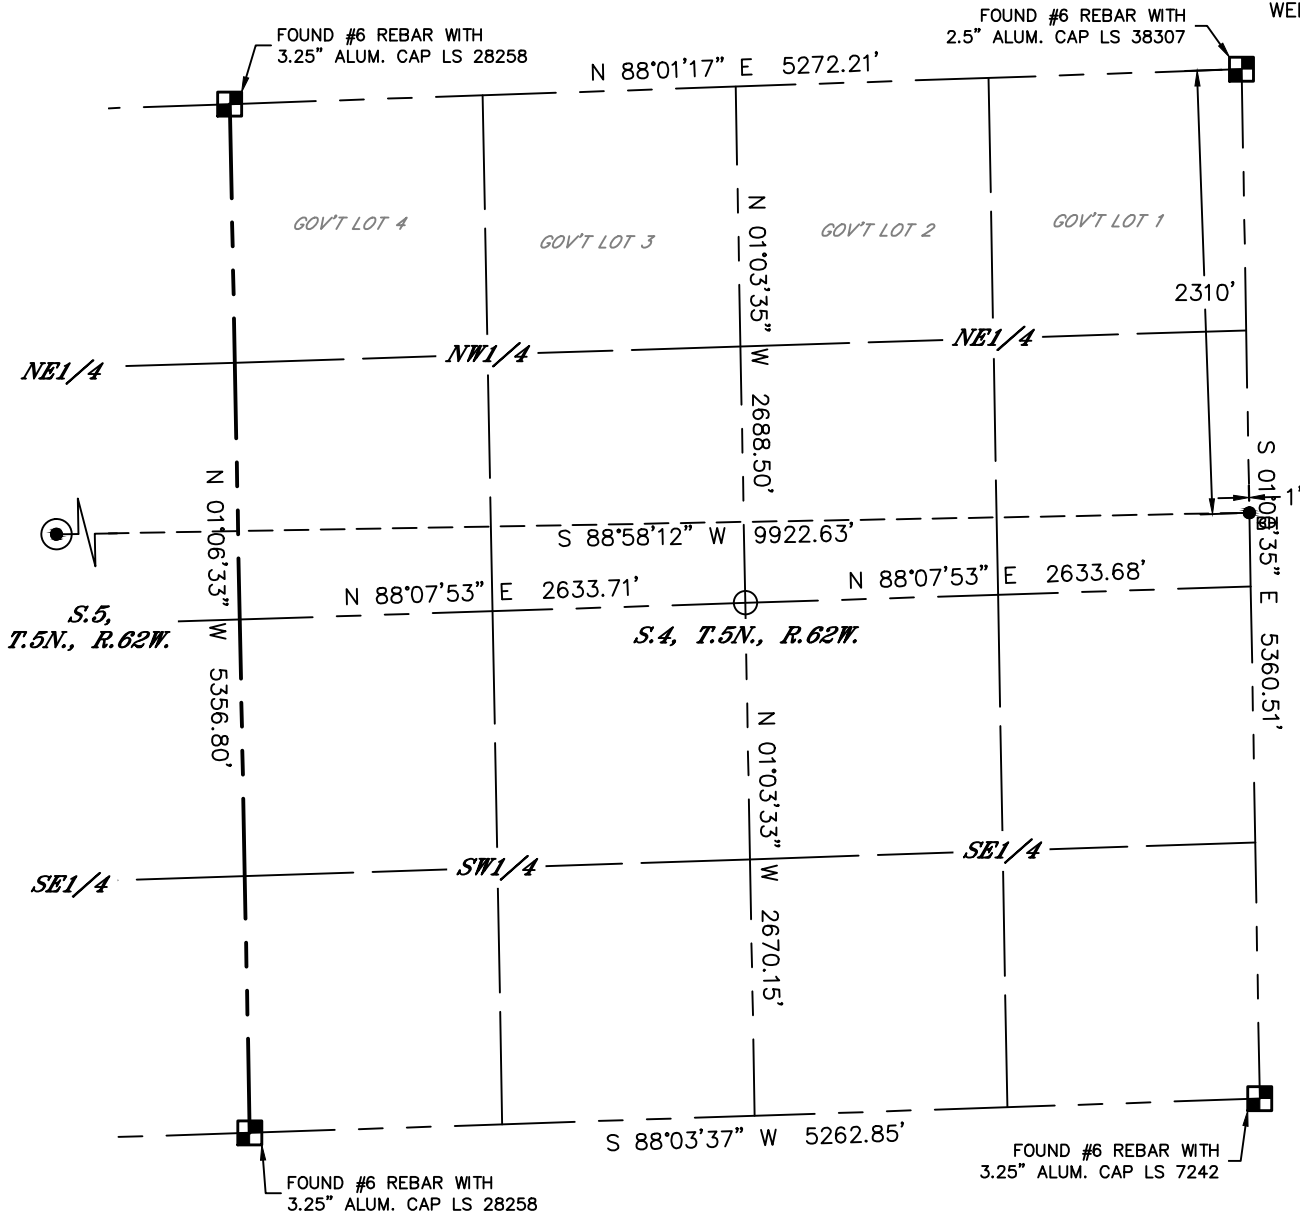 WEL
FOUND #6 REBAR WITH
3.25" ALUM. CAP LS 28258
FOUND #6 REBAR WITH
2.5" ALUM. CAP LS 38307
N 88°01'17" E 5272.21'
GOV'T LOT 4
GOV'T LOT 3
GOV'T LOT 2
GOV'T LOT 1
N 01°03'35" W 2688.50'
2310'
NE1/4
NW1/4
NE1/4
N 01°06'33" W 5356.80'
S 88°58'12" W 9922.63'
1'
S 01°01'35" E 5360.51'
N 88°07'53" E 2633.71'
N 88°07'53" E 2633.68'
S.5,
T.5N., R.62W.
S.4, T.5N., R.62W.
N 01°03'33" W 2670.15'
SE1/4
SW1/4
SE1/4
S 88°03'37" W 5262.85'
FOUND #6 REBAR WITH
3.25" ALUM. CAP LS 7242
FOUND #6 REBAR WITH
3.25" ALUM. CAP LS 28258